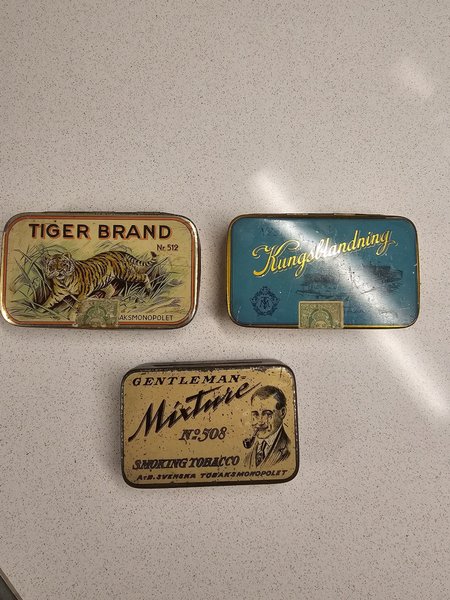 TIGER BRAND
Nr. 512
AKSMONOPOLET
Kungsblandning
GENTLEMAN-
Mixture
No 508
SMOKING TOBACCO
A:B. SVENSKA TOBAKSMONOPOLET